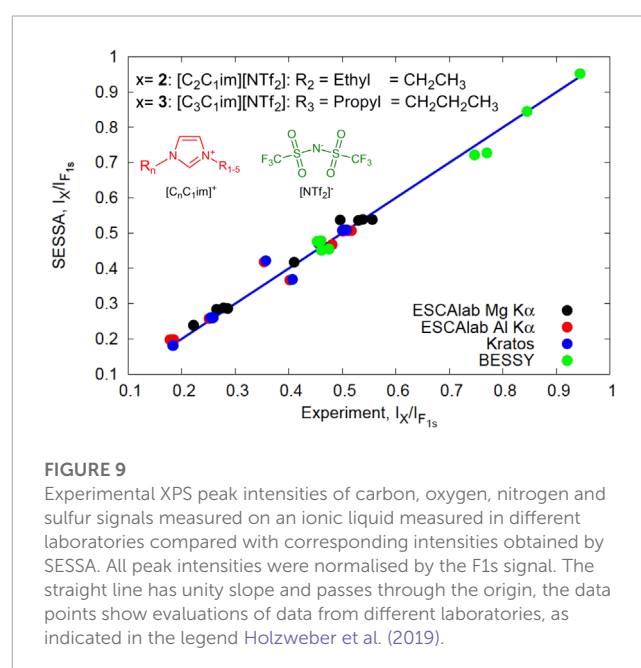 1
0.9
0.8
0.7
0.6
0.5
0.4
0.3
0.2
0.1
SESSA, I_X/I_F1s
x= 2: [C2C1im][NTf2]: R2 = Ethyl = CH2CH3
x= 3: [C3C1im][NTf2]: R3 = Propyl = CH2CH2CH3
Rn N N+ R1-5
[CnC1im]+
F3C S N- S CF3
O O O O
[NTf2]-
ESCAlab Mg Kα
ESCAlab Al Kα
Kratos
BESSY
0.1 0.2 0.3 0.4 0.5 0.6 0.7 0.8 0.9 1
Experiment, I_X/I_F1s
FIGURE 9
Experimental XPS peak intensities of carbon, oxygen, nitrogen and
sulfur signals measured on an ionic liquid measured in different
laboratories compared with corresponding intensities obtained by
SESSA. All peak intensities were normalised by the F1s signal. The
straight line has unity slope and passes through the origin, the data
points show evaluations of data from different laboratories, as
indicated in the legend Holzweber et al. (2019).